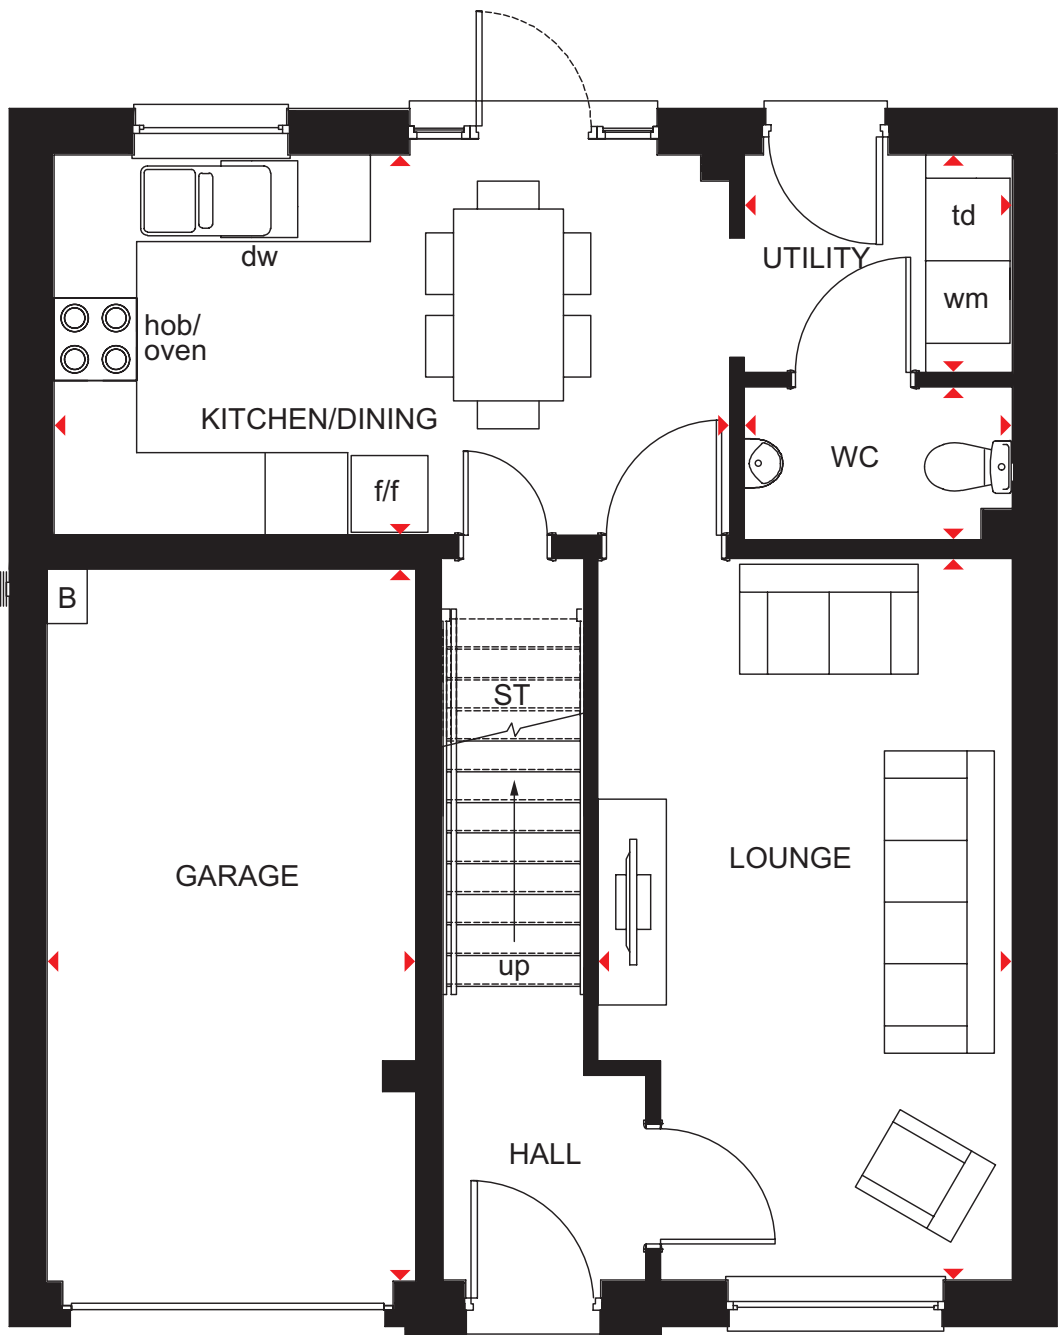 td
dw
UTILITY
wm
hob/
oven
KITCHEN/DINING
WC
f/f
B
ST
LOUNGE
GARAGE
up
HALL